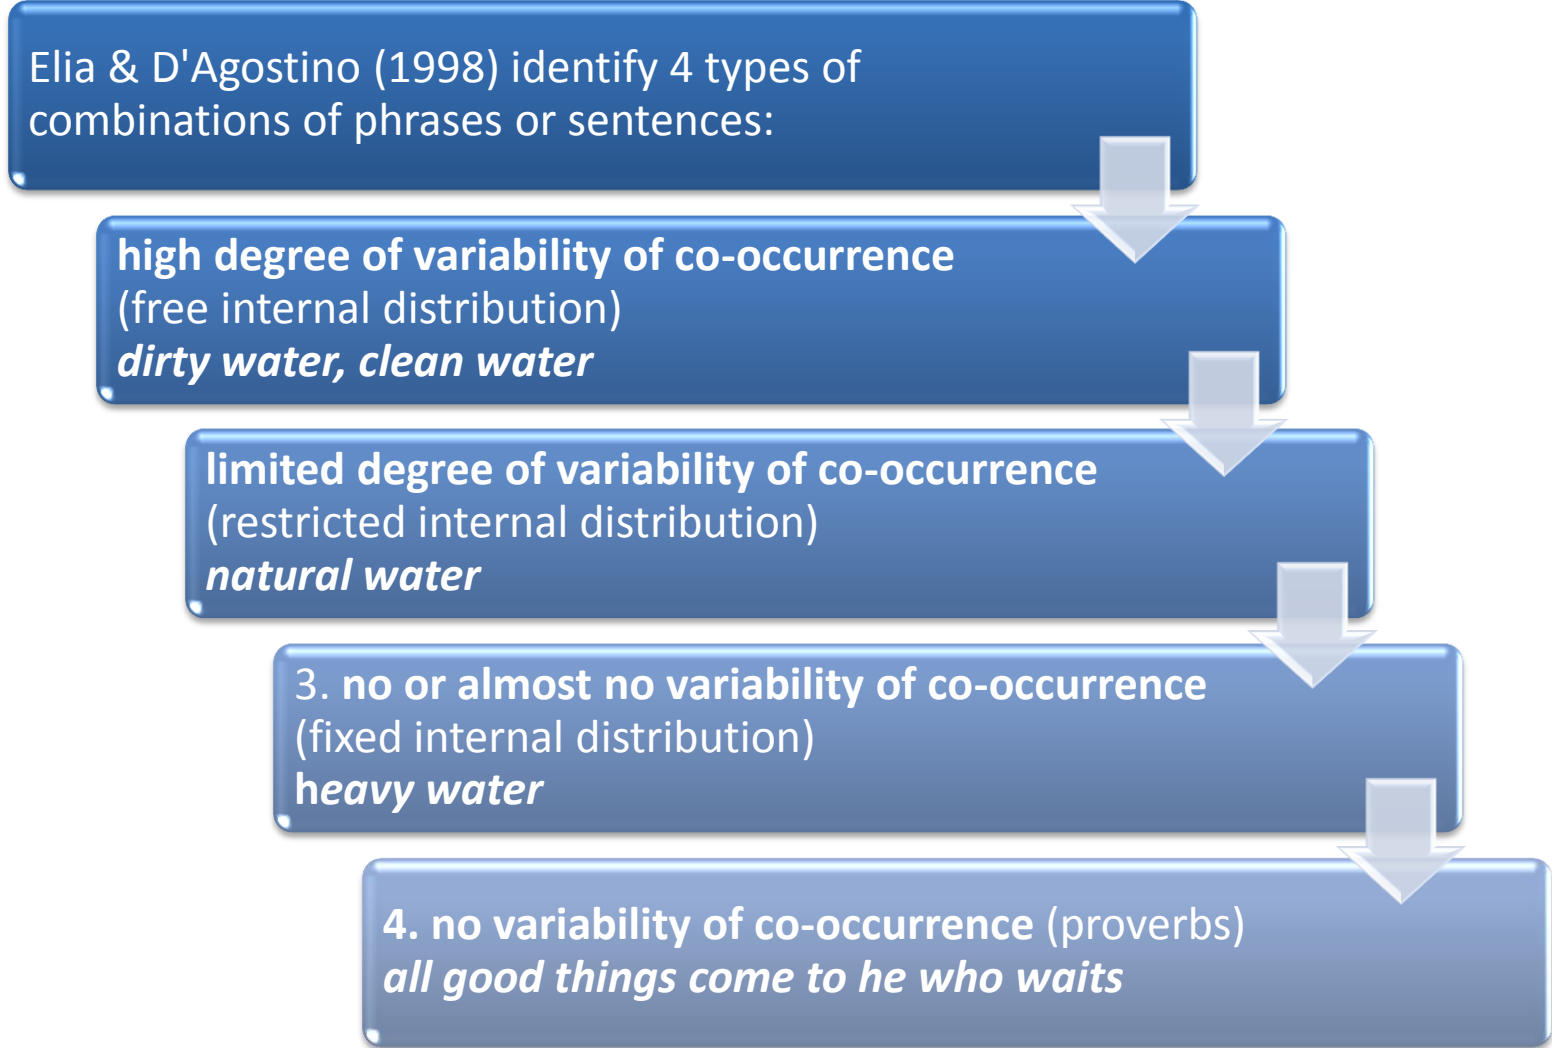 Elia & D'Agostino (1998) identify 4 types of
combinations of phrases or sentences:
high degree of variability of co-occurrence
(free internal distribution)
dirty water, clean water
limited degree of variability of co-occurrence
(restricted internal distribution)
natural water
3. no or almost no variability of co-occurrence
(fixed internal distribution)
heavy water
4. no variability of co-occurrence (proverbs)
all good things come to he who waits